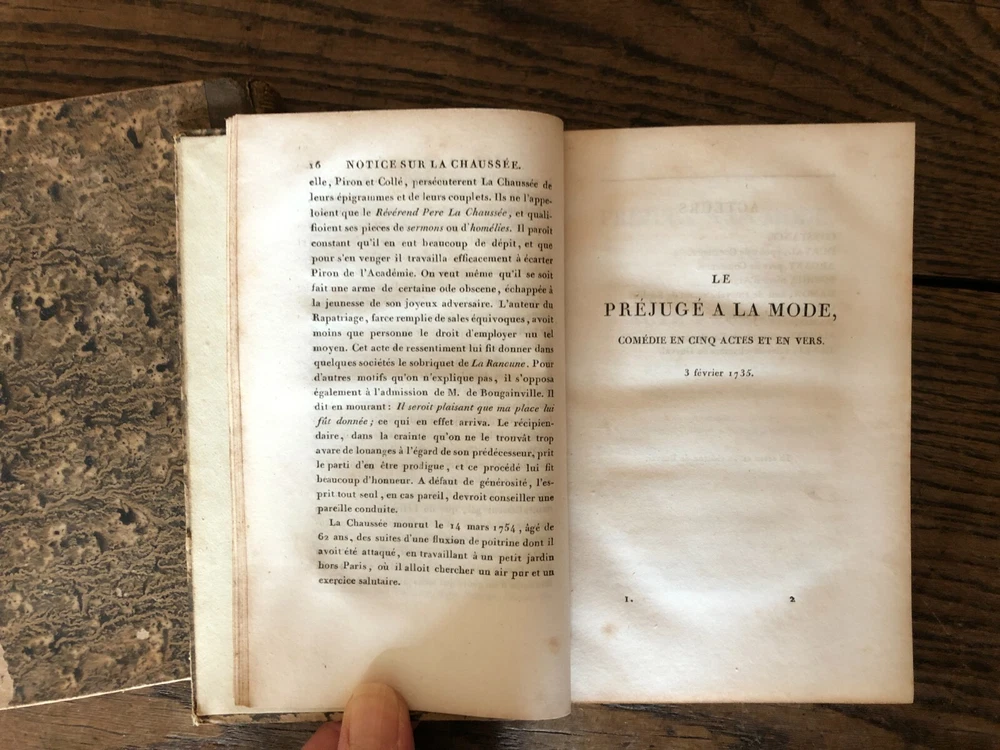 16 NOTICE SUR LA CHAUSSÉE.
elle, Piron et Collé, persécuterent La Chaussée de
leurs épigrammes et de leurs couplets. Ils ne l'appe-
loient que le Révérend Pere La Chaussée, et quali-
fioient ses pieces de sermons ou d'homélies. Il paroît
constant qu'il en eut beaucoup de dépit, et que
pour s'en venger il travailla efficacement à écarter
Piron de l'Académie. On veut même qu'il se soit
fait une arme de certaine ode obscene, échappée à
la jeunesse de son joyeux adversaire. L'auteur du
Rapatriage, farce remplie de sales équivoques, avoit
moins que personne le droit d'employer un tel
moyen. Cet acte de ressentiment lui fit donner dans
quelques sociétés le sobriquet de La Rancune. Pour
d'autres motifs qu'on n'explique pas, il s'opposa
également à l'admission de M. de Bougainville. Il
dit en mourant: Il seroit plaisant que ma place lui
fût donnée; ce qui en effet arriva. Le récipien-
daire, dans la crainte qu'on ne le trouvât trop
avare de louanges à l'égard de son prédécesseur, prit
le parti d'en être prodigue, et ce procédé lui fit
beaucoup d'honneur. A défaut de générosité, l'es-
prit tout seul, en cas pareil, devroit conseiller une
pareille conduite.
La Chaussée mourut le 14 mars 1754, âgé de
62 ans, des suites d'une fluxion de poitrine dont il
avoit été attaqué, en travaillant à un petit jardin
hors Paris, où il alloit chercher un air pur et un
exercice salutaire.
LE
PRÉJUGÉ A LA MODE,
COMÉDIE EN CINQ ACTES ET EN VERS.
3 février 1735.
1. 2